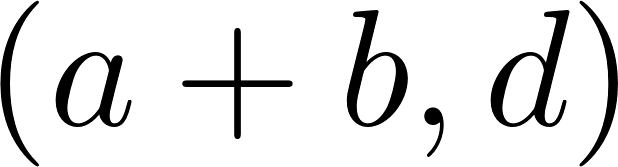 (a + b, d)